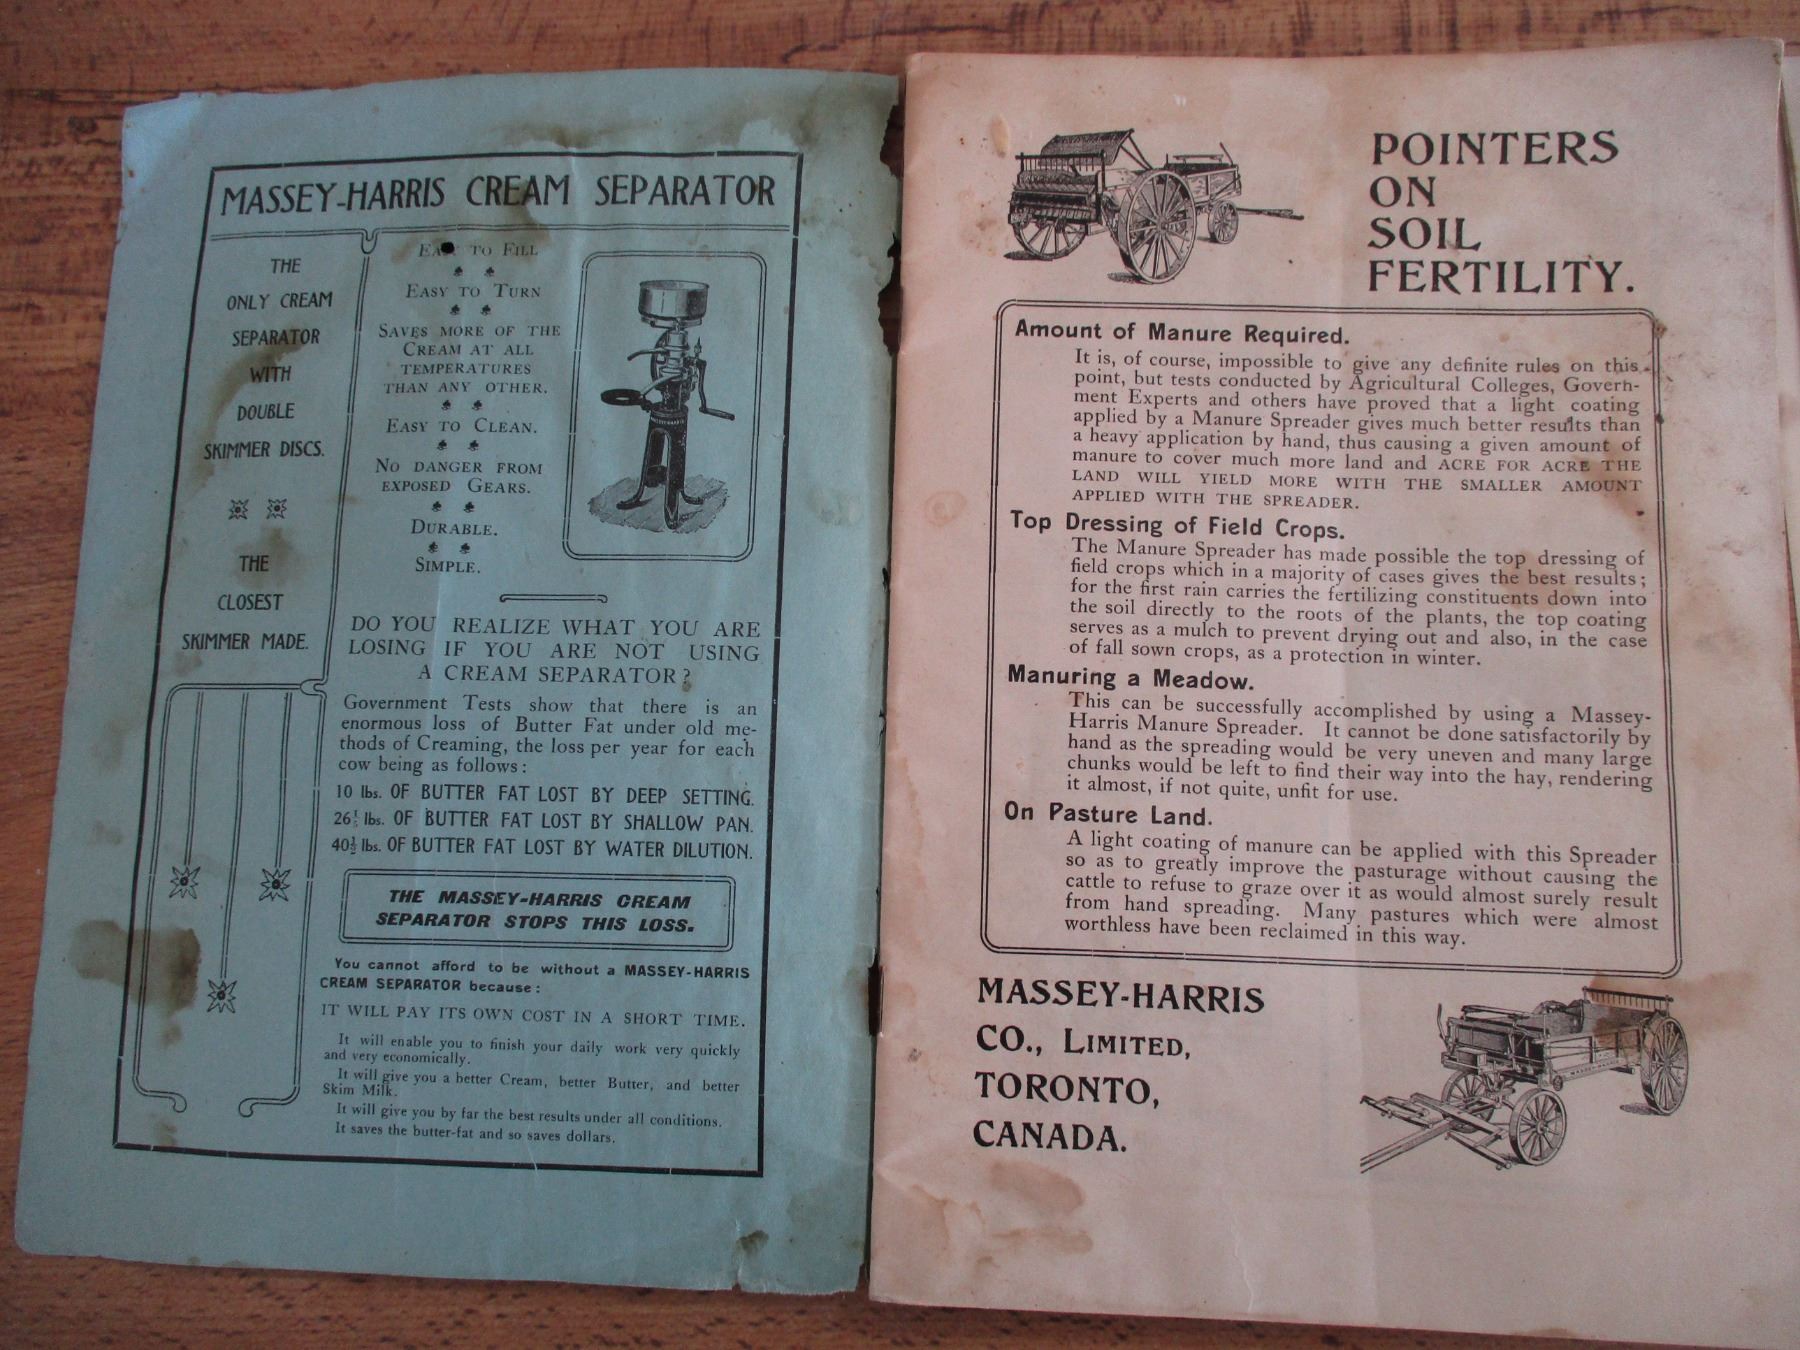 MASSEY-HARRIS CREAM SEPARATOR
THE
ONLY CREAM
SEPARATOR
WITH
DOUBLE
SKIMMER DISCS.
THE
CLOSEST
SKIMMER MADE.
TO FILL
EASY TO TURN
SAVES MORE OF THE
CREAM AT ALL
TEMPERATURES
THAN ANY OTHER.
EASY TO CLEAN.
NO DANGER FROM
EXPOSED GEARS.
DURABLE.
SIMPLE.
DO YOU REALIZE WHAT YOU ARE
LOSING IF YOU ARE NOT USING
A CREAM SEPARATOR?
Government Tests show that there is an
enormous loss of Butter Fat under old me-
thods of Creaming, the loss per year for each
cow being as follows:
10 lbs. OF BUTTER FAT LOST BY DEEP SETTING.
lbs. OF BUTTER FAT LOST BY SHALLOW PAN.
40½ lbs. OF BUTTER FAT LOST BY WATER DILUTION.
THE MASSEY-HARRIS CREAM
SEPARATOR STOPS THIS LOSS.
You cannot afford to be without a MASSEY-HARRIS
CREAM SEPARATOR because:
IT WILL PAY ITS OWN COST IN A SHORT TIME.
It will enable you to finish your daily work very quickly
and very economically.
It will give you a better Cream, better Butter, and better
Skim Milk.
It will give you by far the best results under all conditions.
It saves the butter-fat and so saves dollars.
POINTERS
ON
SOIL
FERTILITY.
Amount of Manure Required.
It is, of course, impossible to give any definite rules on this
point, but tests conducted by Agricultural Colleges, Govern-
ment Experts and others have proved that a light coating
applied by a Manure Spreader gives much better results than
a heavy application by hand, thus causing a given amount of
manure to cover much more land and ACRE FOR ACRE THE
LAND WILL YIELD MORE WITH THE SMALLER AMOUNT
APPLIED WITH THE SPREADER.
Top Dressing of Field Crops.
The Manure Spreader has made possible the top dressing of
field crops which in a majority of cases gives the best results;
for the first rain carries the fertilizing constituents down into
the soil directly to the roots of the plants, the top coating
serves as a mulch to prevent drying out and also, in the case
of fall sown crops, as a protection in winter.
Manuring a Meadow.
This can be successfully accomplished by using a Massey-
Harris Manure Spreader. It cannot be done satisfactorily by
hand as the spreading would be very uneven and many large
chunks would be left to find their way into the hay, rendering
it almost, if not quite, unfit for use.
On Pasture Land.
A light coating of manure can be applied with this Spreader
so as to greatly improve the pasturage without causing the
cattle to refuse to graze over it as would almost surely result
from hand spreading. Many pastures which were almost
worthless have been reclaimed in this way.
MASSEY-HARRIS
CO., LIMITED,
TORONTO,
CANADA.